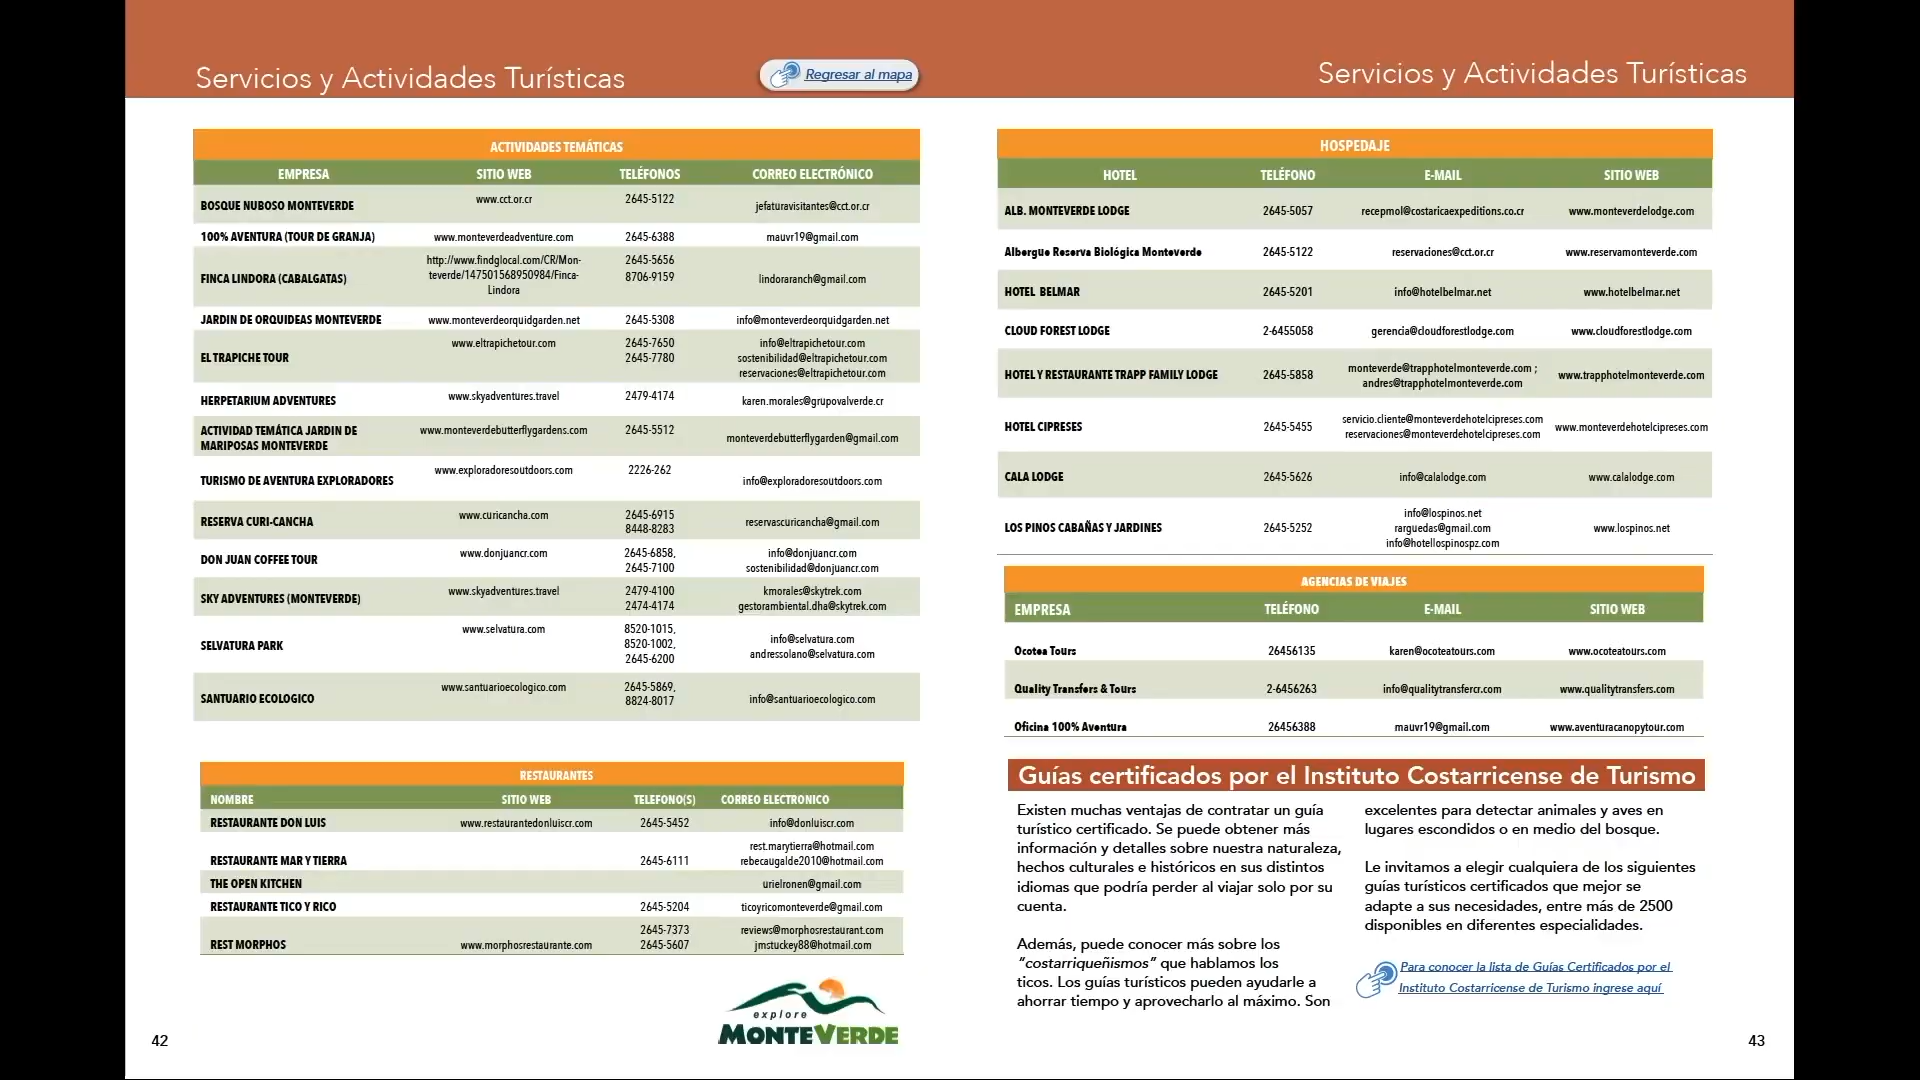 Servicios y Actividades Turísticas
Regresar al mapa
Servicios y Actividades Turísticas
ACTIVIDADES TEMÁTICAS
EMPRESA SITIO WEB TELÉFONOS CORREO ELECTRÓNICO
BOSQUE NUBOSO MONTEVERDE www.cct.or.cr 2645-5122 jefaturavisitantes@cct.or.cr
100% AVENTURA (TOUR DE GRANJA) www.monteverdeadventure.com 2645-6388 mauvr19@gmail.com
FINCA LINDORA (CABALGATAS) http://www.findglocal.com/CR/Mon-
teverde/147501568950984/Finca-
Lindora
2645-5656
8706-9159
lindoraranch@gmail.com
JARDIN DE ORQUIDEAS MONTEVERDE www.monteverdeorquidgarden.net 2645-5308 info@monteverdeorquidgarden.net
EL TRAPICHE TOUR www.eltrapichetour.com 2645-7650
2645-7780
info@eltrapichetour.com
sostenibilidad@eltrapichetour.com
reservaciones@eltrapichetour.com
HERPETARIUM ADVENTURES www.skyadventures.travel 2479-4174 karen.morales@grupovalverde.cr
ACTIVIDAD TEMÁTICA JARDIN DE
MARIPOSAS MONTEVERDE
www.monteverdebutterflygardens.com 2645-5512 monteverdebutterflygarden@gmail.com
TURISMO DE AVENTURA EXPLORADORES www.exploradoresoutdoors.com 2226-262 info@exploradoresoutdoors.com
RESERVA CURI-CANCHA www.curicancha.com 2645-6915
8448-8283
reservascuricancha@gmail.com
DON JUAN COFFEE TOUR www.donjuancr.com 2645-6858,
2645-7100
info@donjuancr.com
sostenibilidad@donjuancr.com
SKY ADVENTURES (MONTEVERDE) www.skyadventures.travel 2479-4100
2474-4174
kmorales@skytrek.com
gestorambiental.dha@skytrek.com
SELVATURA PARK www.selvatura.com 8520-1015,
8520-1002,
2645-6200
info@selvatura.com
andressolano@selvatura.com
SANTUARIO ECOLOGICO www.santuarioecologico.com 2645-5869,
8824-8017
info@santuarioecologico.com
RESTAURANTES
NOMBRE SITIO WEB TELEFONO(S) CORREO ELECTRONICO
RESTAURANTE DON LUIS www.restaurantedonluiscr.com 2645-5452 info@donluiscr.com
RESTAURANTE MAR Y TIERRA 2645-6111 rest.marytierra@hotmail.com
rebecaugalde2010@hotmail.com
THE OPEN KITCHEN urielronen@gmail.com
RESTAURANTE TICO Y RICO 2645-5204 ticoyricomonteverde@gmail.com
REST MORPHOS www.morphosrestaurante.com 2645-7373
2645-5607
reviews@morphosrestaurant.com
jmstuckey88@hotmail.com
explore
MONTEVERDE
42
HOSPEDAJE
HOTEL TELÉFONO E-MAIL SITIO WEB
ALB. MONTEVERDE LODGE 2645-5057 recepmol@costaricaexpeditions.co.cr www.monteverdelodge.com
Albergue Reserva Biológica Monteverde 2645-5122 reservaciones@cct.or.cr www.reservamonteverde.com
HOTEL BELMAR 2645-5201 info@hotelbelmar.net www.hotelbelmar.net
CLOUD FOREST LODGE 2-6455058 gerencia@cloudforestlodge.com www.cloudforestlodge.com
HOTEL Y RESTAURANTE TRAPP FAMILY LODGE 2645-5858 monteverde@trapphotelmonteverde.com ;
andres@trapphotelmonteverde.com
www.trapphotelmonteverde.com
HOTEL CIPRESES 2645-5455 servicio.cliente@monteverdehotelcipreses.com
reservaciones@monteverdehotelcipreses.com
www.monteverdehotelcipreses.com
CALA LODGE 2645-5626 info@calalodge.com www.calalodge.com
LOS PINOS CABAÑAS Y JARDINES 2645-5252 info@lospinos.net
rarguedas@gmail.com
info@hotellospinospz.com
www.lospinos.net
AGENCIAS DE VIAJES
EMPRESA TELÉFONO E-MAIL SITIO WEB
Ocotea Tours 26456135 karen@ocoteatours.com www.ocoteatours.com
Quality Transfers & Tours 2-6456263 info@qualitytransfercr.com www.qualitytransfers.com
Oficina 100% Aventura 26456388 mauvr19@gmail.com www.aventuracanopytour.com
Guías certificados por el Instituto Costarricense de Turismo
Existen muchas ventajas de contratar un guía
turístico certificado. Se puede obtener más
información y detalles sobre nuestra naturaleza,
hechos culturales e históricos en sus distintos
idiomas que podría perder al viajar solo por su
cuenta.
Además, puede conocer más sobre los
"costarriqueñismos" que hablamos los
ticos. Los guías turísticos pueden ayudarle a
ahorrar tiempo y aprovecharlo al máximo. Son
excelentes para detectar animales y aves en
lugares escondidos o en medio del bosque.
Le invitamos a elegir cualquiera de los siguientes
guías turísticos certificados que mejor se
adapte a sus necesidades, entre más de 2500
disponibles en diferentes especialidades.
Para conocer la lista de Guías Certificados por el
Instituto Costarricense de Turismo ingrese aquí
43